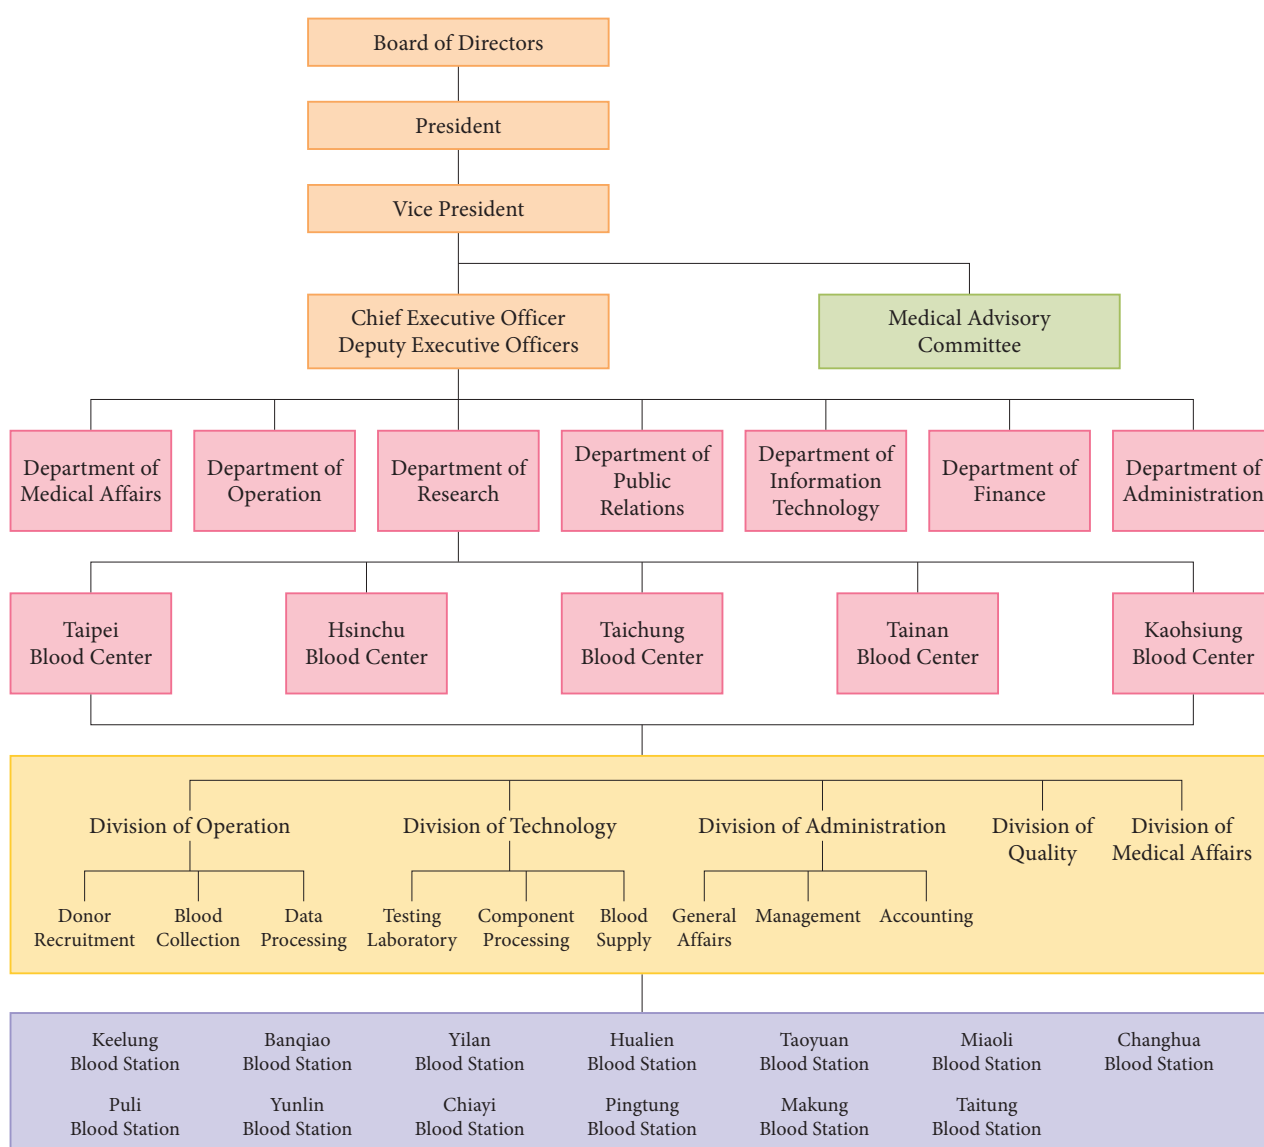 Board of Directors
President
Vice President
Chief Executive Officer
Deputy Executive Officers
Medical Advisory
Committee
Department of
Medical Affairs
Department of
Operation
Department of
Research
Department of
Public
Relations
Department of
Information
Technology
Department of
Finance
Department of
Administration
Taipei
Blood Center
Hsinchu
Blood Center
Taichung
Blood Center
Tainan
Blood Center
Kaohsiung
Blood Center
Division of Operation
Division of Technology
Division of Administration
Division of
Quality
Division of
Medical Affairs
Donor
Recruitment
Blood
Collection
Data
Processing
Testing
Laboratory
Component
Processing
Blood
Supply
General
Affairs
Management
Accounting
Keelung
Blood Station
Banqiao
Blood Station
Yilan
Blood Station
Hualien
Blood Station
Taoyuan
Blood Station
Miaoli
Blood Station
Changhua
Blood Station
Puli
Blood Station
Yunlin
Blood Station
Chiayi
Blood Station
Pingtung
Blood Station
Makung
Blood Station
Taitung
Blood Station